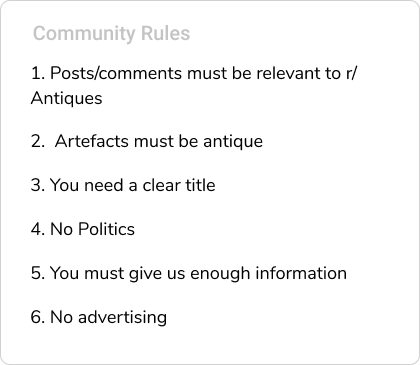 Community Rules
1. Posts/comments must be relevant to r/
Antiques
2.  Artefacts must be antique
3. You need a clear title
4. No Politics
5. You must give us enough information
6. No advertising